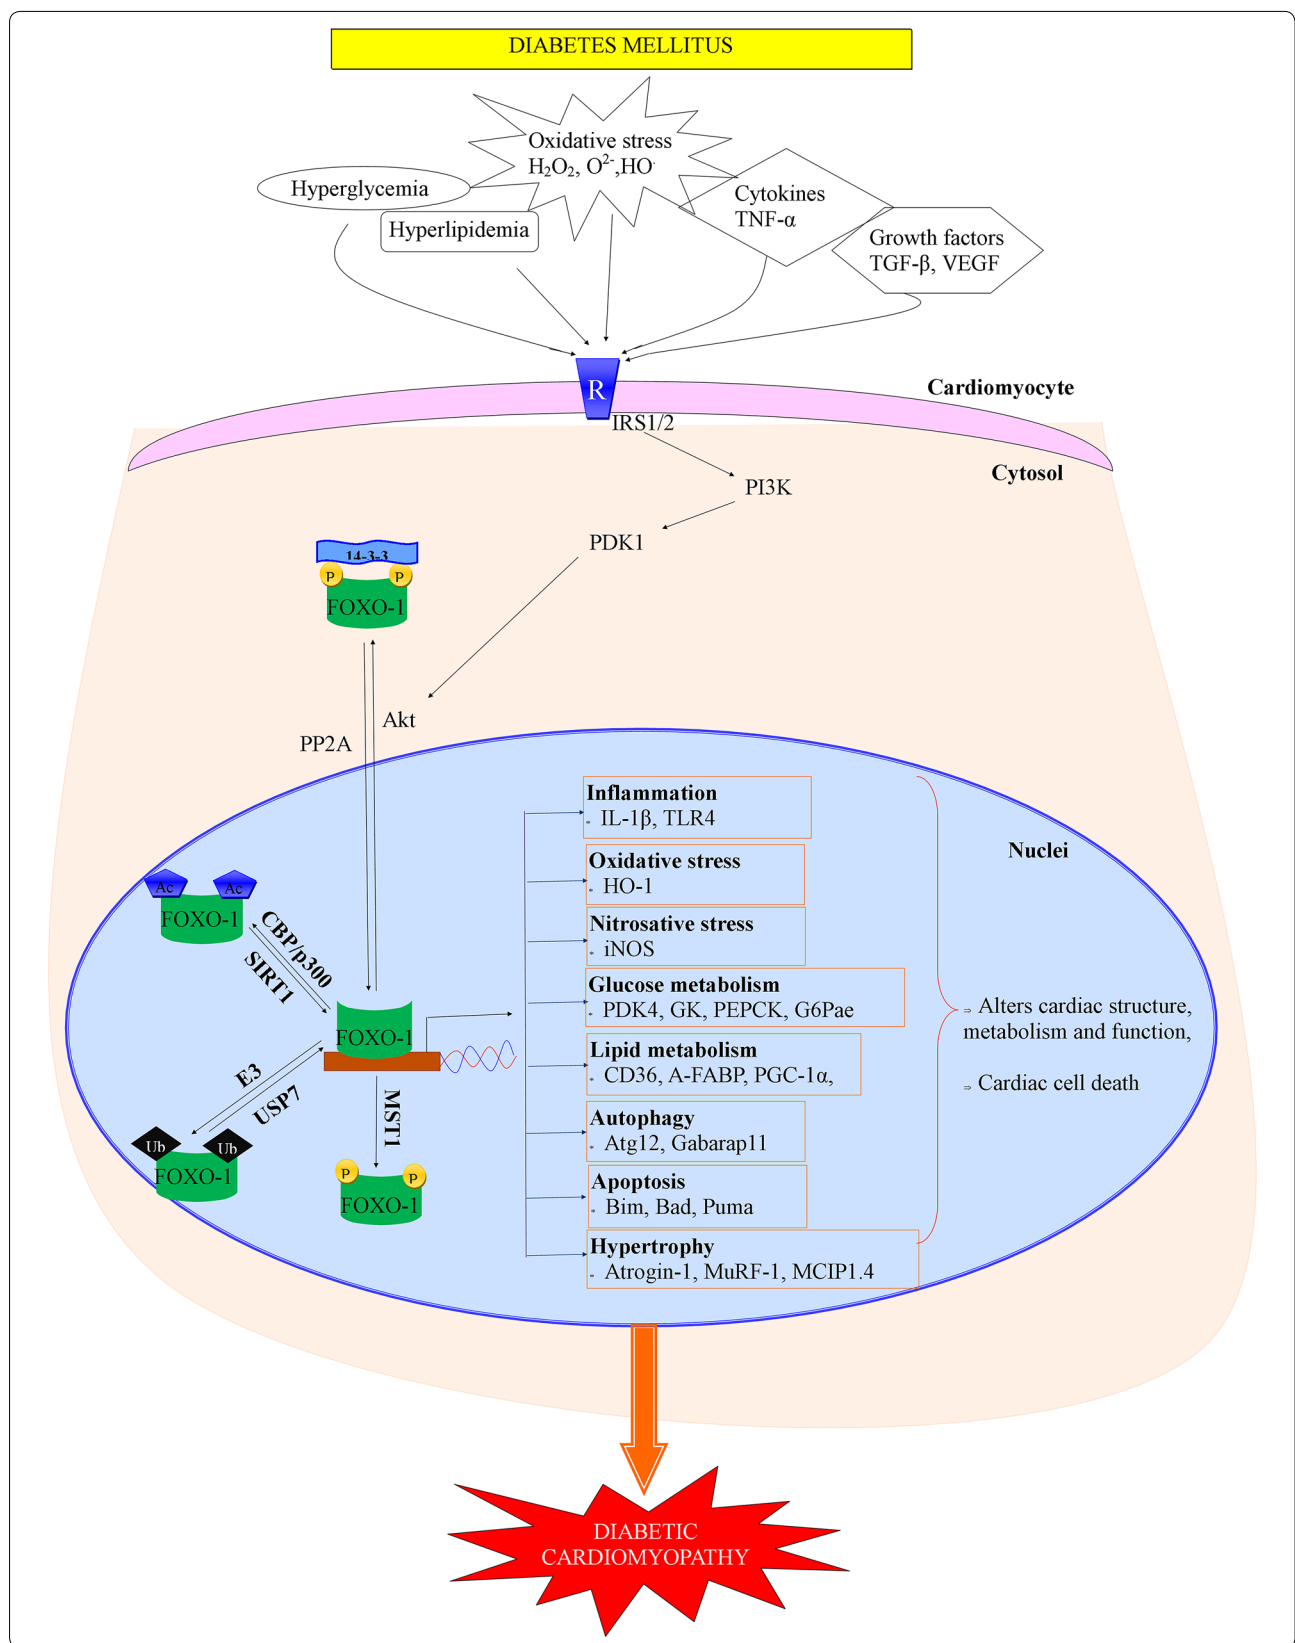 DIABETES MELLITUS
Oxidative stress
H₂O₂, O²⁻,HO·
Hyperglycemia
Hyperlipidemia
Cytokines
TNF-α
Growth factors
TGF-β, VEGF
R
Cardiomyocyte
IRS1/2
Cytosol
PI3K
PDK1
14-3-3
P P
FOXO-1
Akt
PP2A
Nuclei
Inflammation
IL-1β, TLR4
Oxidative stress
HO-1
Nitrosative stress
iNOS
Glucose metabolism
PDK4, GK, PEPCK, G6Pae
Lipid metabolism
CD36, A-FABP, PGC-1α,
Autophagy
Atg12, Gabarap11
Apoptosis
Bim, Bad, Puma
Hypertrophy
Atrogin-1, MuRF-1, MCIP1.4
⇒ Alters cardiac structure,
metabolism and function,
⇒ Cardiac cell death
Ac Ac
FOXO-1
CBP/p300
SIRT1
FOXO-1
E3
USP7
MST1
Ub Ub
FOXO-1
P P
FOXO-1
DIABETIC
CARDIOMYOPATHY